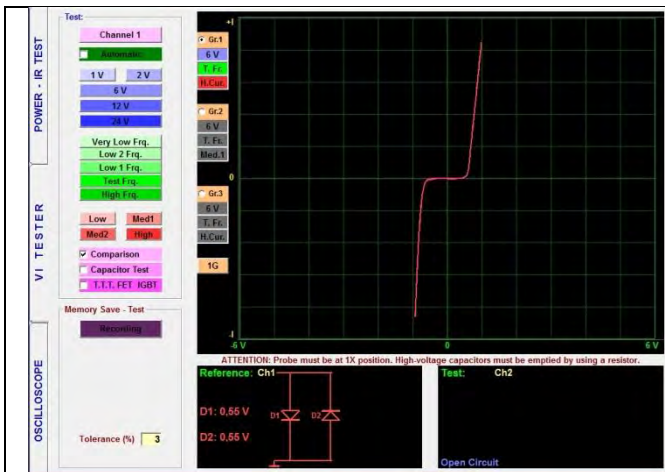 POWER - IR TEST
VI TESTER
OSCILLOSCOPE
Test:
Channel 1
Automatic
1 V
2 V
6 V
12 V
24 V
Very Low Frq.
Low 2 Frq.
Low 1 Frq.
Test Frq.
High Frq.
Low
Med1
Med2
High
Comparison
Capacitor Test
T.T.T. FET IGBT
Memory Save - Test
Recording
Tolerance (%) 3
Gr.1
6 V
T. Fr.
H.Cur.
Gr.2
6 V
T. Fr.
Med.1
Gr.3
6 V
T. Fr.
H.Cur.
1G
+I
0
-I
-6 V
0
6 V
ATTENTION: Probe must be at 1X position. High-voltage capacitors must be emptied by using a resistor.
Reference: Ch1
D1: 0,55 V
D1
D2
D2: 0,55 V
Test: Ch2
Open Circuit